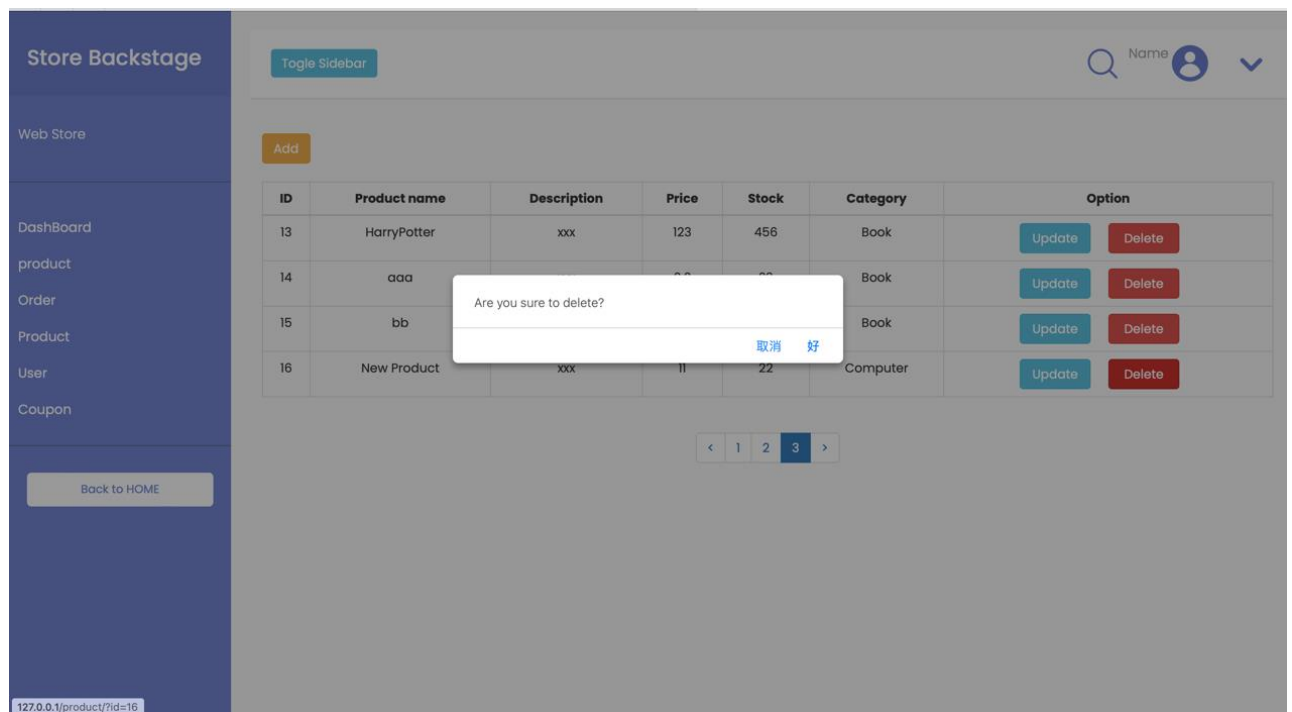 Store Backstage
Togle Sidebar
Name
Web Store
Add
ID Product name Description Price Stock Category Option
DashBoard
13 HarryPotter xxx 123 456 Book Update Delete
product
14 aaa Book Update Delete
Order
Are you sure to delete?
15 bb Book Update Delete
Product
取消 好
16 New Product xxx 11 22 Computer Update Delete
User
Coupon
< 1 2 3 >
Back to HOME
127.0.0.1/product/?id=16